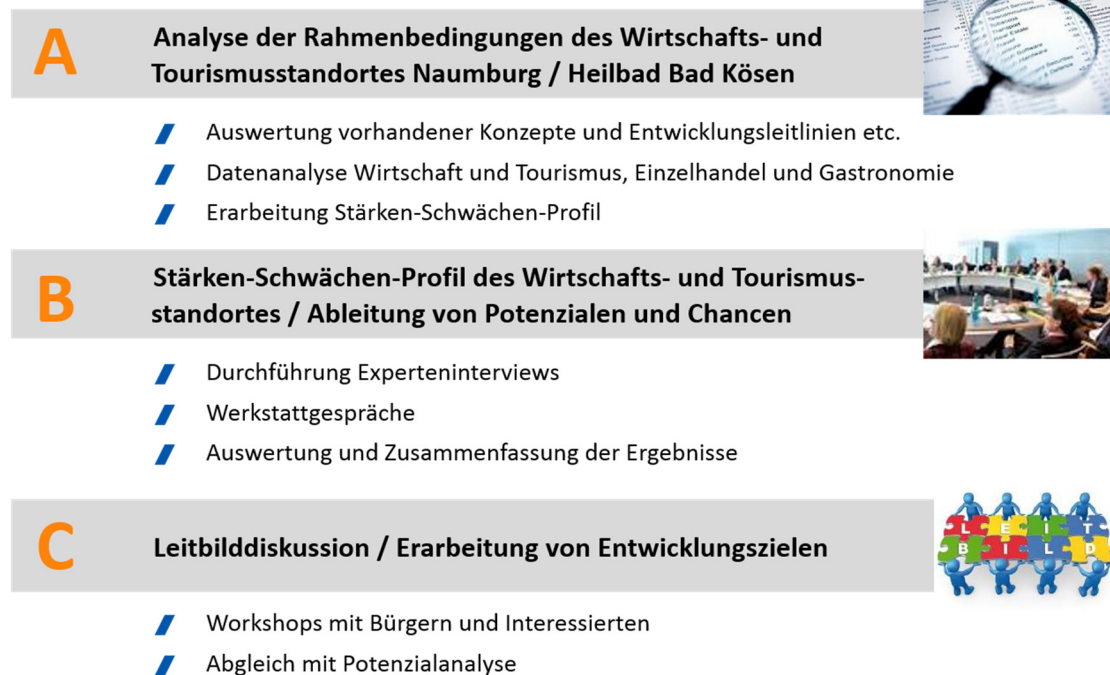 A
Analyse der Rahmenbedingungen des Wirtschafts- und
Tourismusstandortes Naumburg / Heilbad Bad Kösen
Auswertung vorhandener Konzepte und Entwicklungsleitlinien etc.
Datenanalyse Wirtschaft und Tourismus, Einzelhandel und Gastronomie
Erarbeitung Stärken-Schwächen-Profil
B
Stärken-Schwächen-Profil des Wirtschafts- und Tourismus-
standortes / Ableitung von Potenzialen und Chancen
Durchführung Experteninterviews
Werkstattgespräche
Auswertung und Zusammenfassung der Ergebnisse
C
Leitbilddiskussion / Erarbeitung von Entwicklungszielen
LEIT
BILD
Workshops mit Bürgern und Interessierten
Abgleich mit Potenzialanalyse